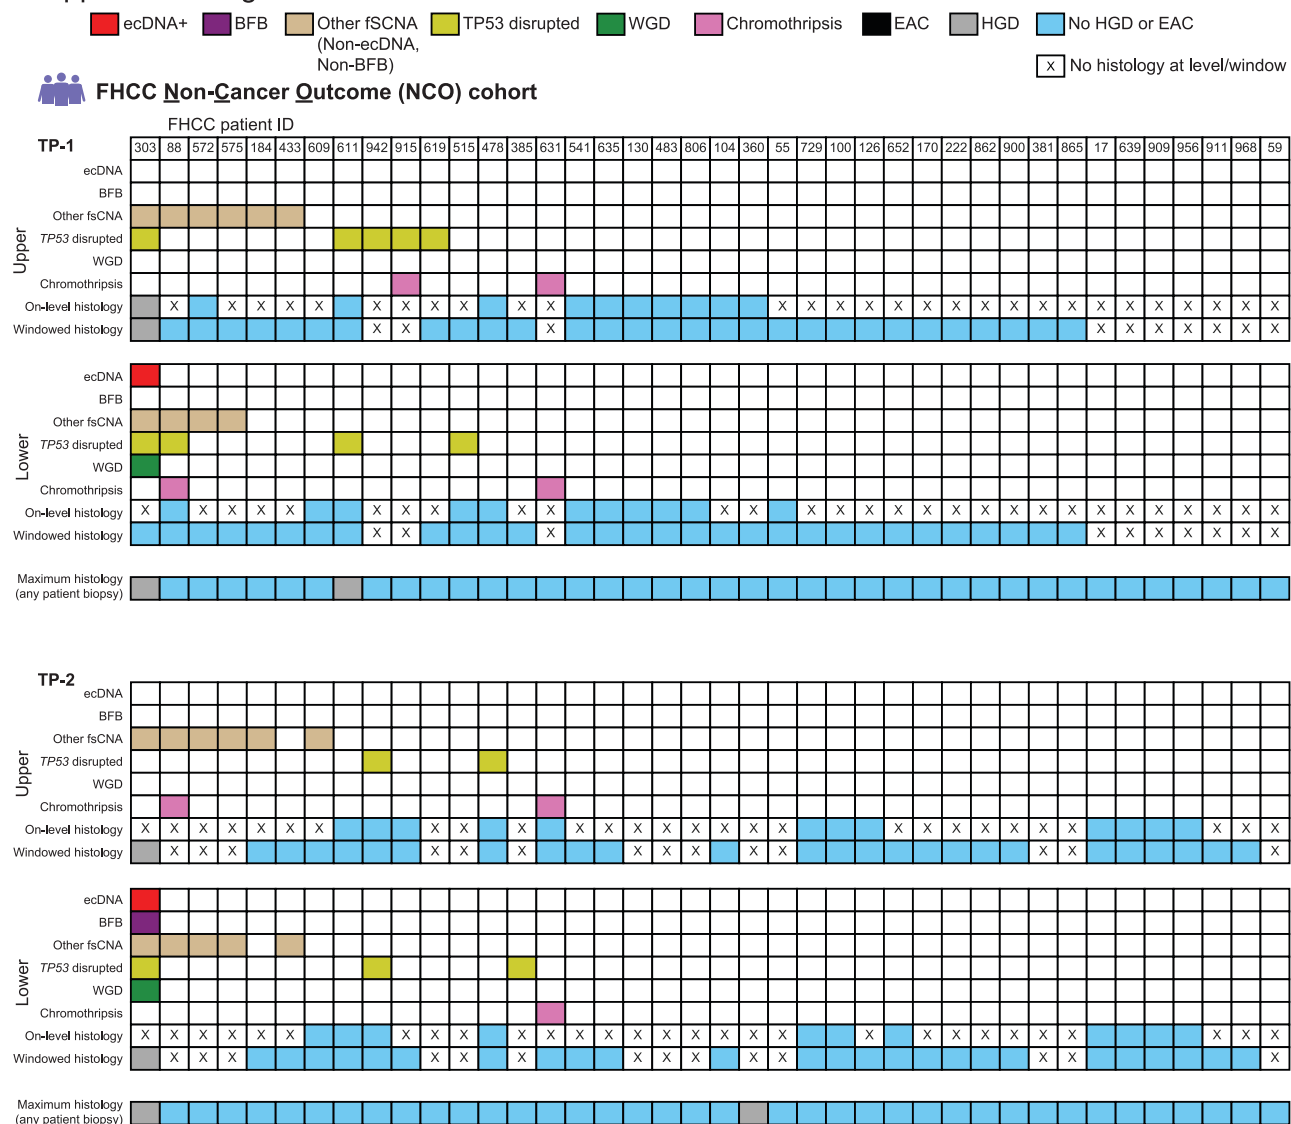 ecDNA+ BFB Other fSCNA TP53 disrupted WGD Chromothripsis EAC HGD No HGD or EAC
(Non-ecDNA,
Non-BFB)
X No histology at level/window
FHCC Non-Cancer Outcome (NCO) cohort
FHCC patient ID
TP-1 303 88 572 575 184 433 609 611 942 915 619 515 478 385 631 541 635 130 483 806 104 360 55 729 100 126 652 170 222 862 900 381 865 17 639 909 956 911 968 59
Upper
ecDNA
BFB
Other fsCNA
TP53 disrupted
WGD
Chromothripsis
On-level histology X X X X X X X X X X X X X X X X X X X X X X X X X X X X
Windowed histology X X X X X X X X X X
Lower
ecDNA
BFB
Other fsCNA
TP53 disrupted
WGD
Chromothripsis
On-level histology X X X X X X X X X X X X X X X X X X X X X X X X X X X X
Windowed histology X X X X X X X X X X
Maximum histology
(any patient biopsy)
TP-2
Upper
ecDNA
BFB
Other fsCNA
TP53 disrupted
WGD
Chromothripsis
On-level histology X X X X X X X X X X X X X X X X X X X X X X X X X X X X
Windowed histology X X X X X X X X X X X X X X
Lower
ecDNA
BFB
Other fsCNA
TP53 disrupted
WGD
Chromothripsis
On-level histology X X X X X X X X X X X X X X X X X X X X X X X X X X X X X
Windowed histology X X X X X X X X X X X X X X
Maximum histology
(any patient biopsy)